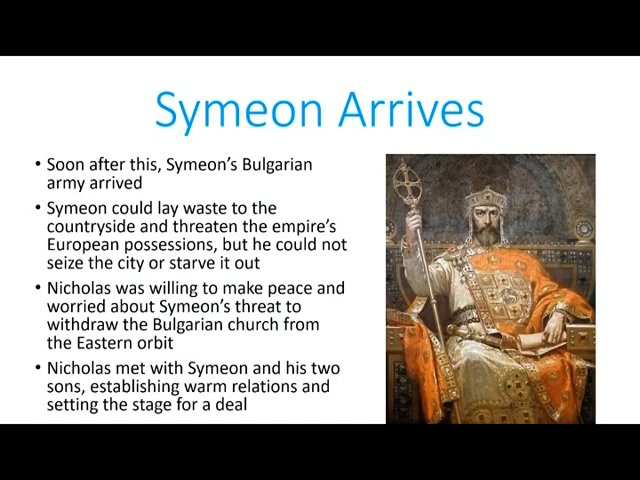 Symeon Arrives
• Soon after this, Symeon's Bulgarian
army arrived
• Symeon could lay waste to the
countryside and threaten the empire's
European possessions, but he could not
seize the city or starve it out
• Nicholas was willing to make peace and
worried about Symeon's threat to
withdraw the Bulgarian church from
the Eastern orbit
• Nicholas met with Symeon and his two
sons, establishing warm relations and
setting the stage for a deal